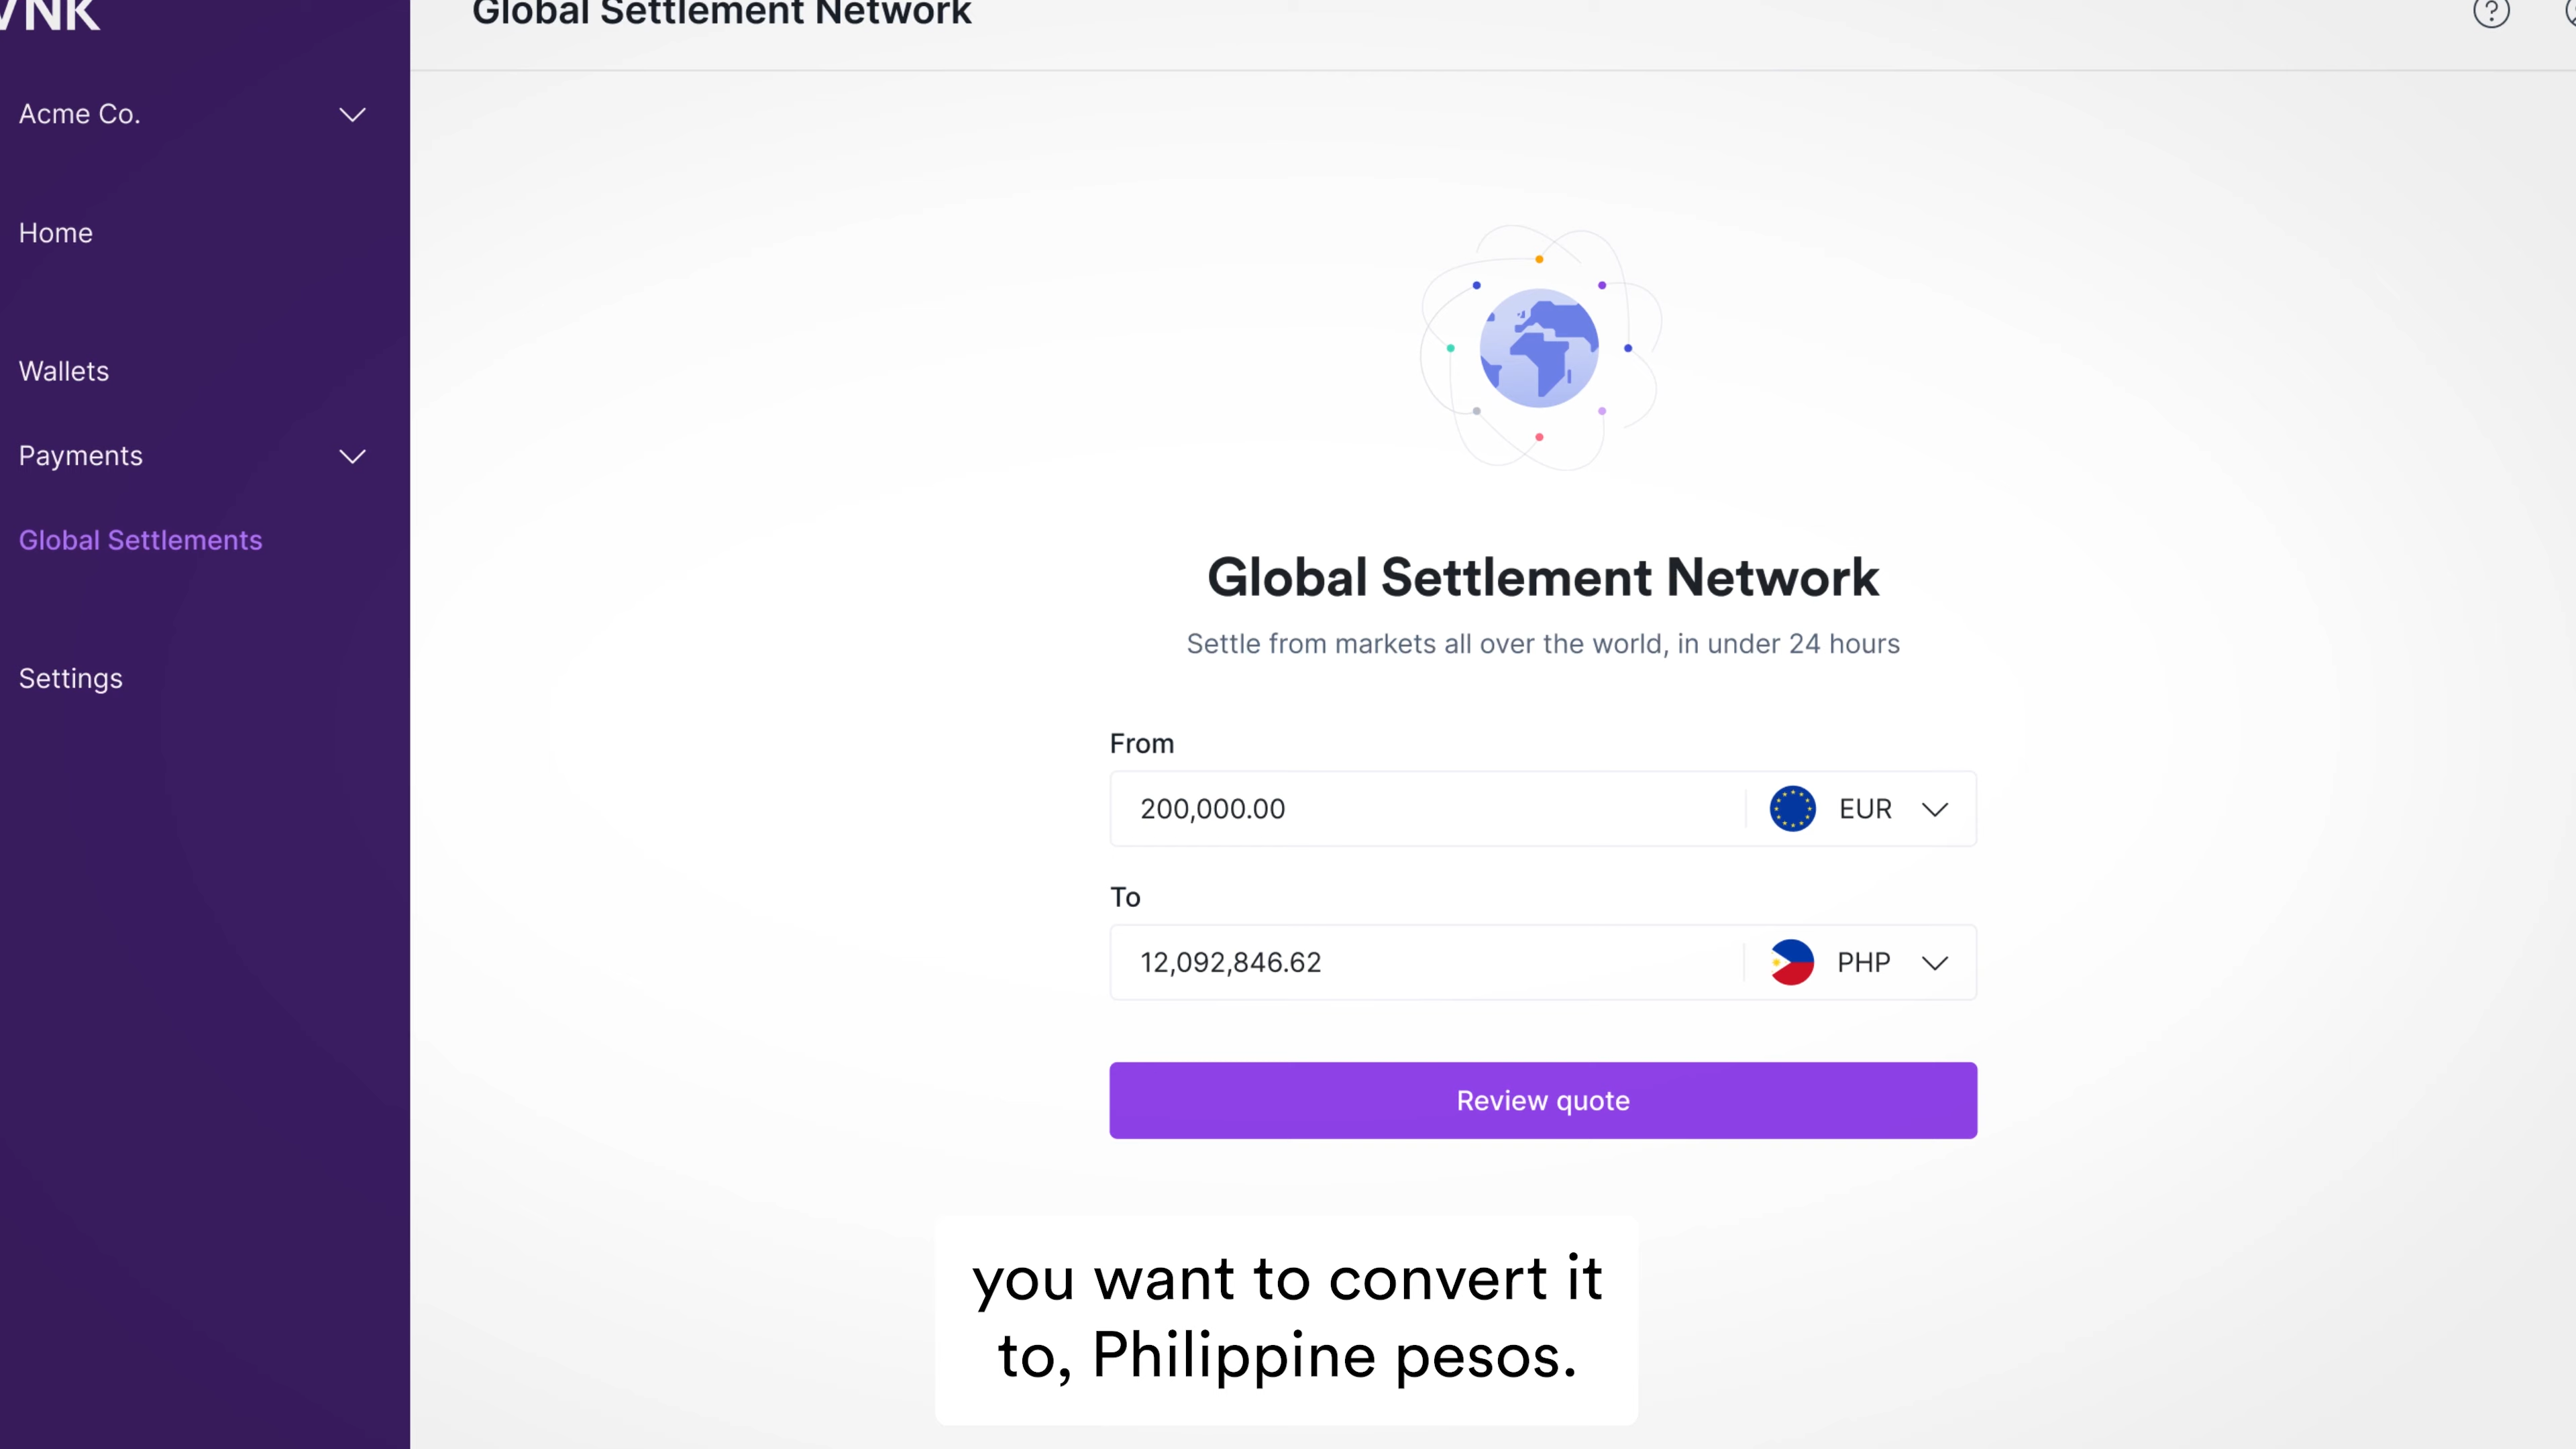 Global Settlement Network
Acme Co.
Home
Wallets
Payments
Global Settlements
Settings
Global Settlement Network
Settle from markets all over the world, in under 24 hours
From
200,000.00
EUR
To
12,092,846.62
PHP
Review quote
you want to convert it
to, Philippine pesos.